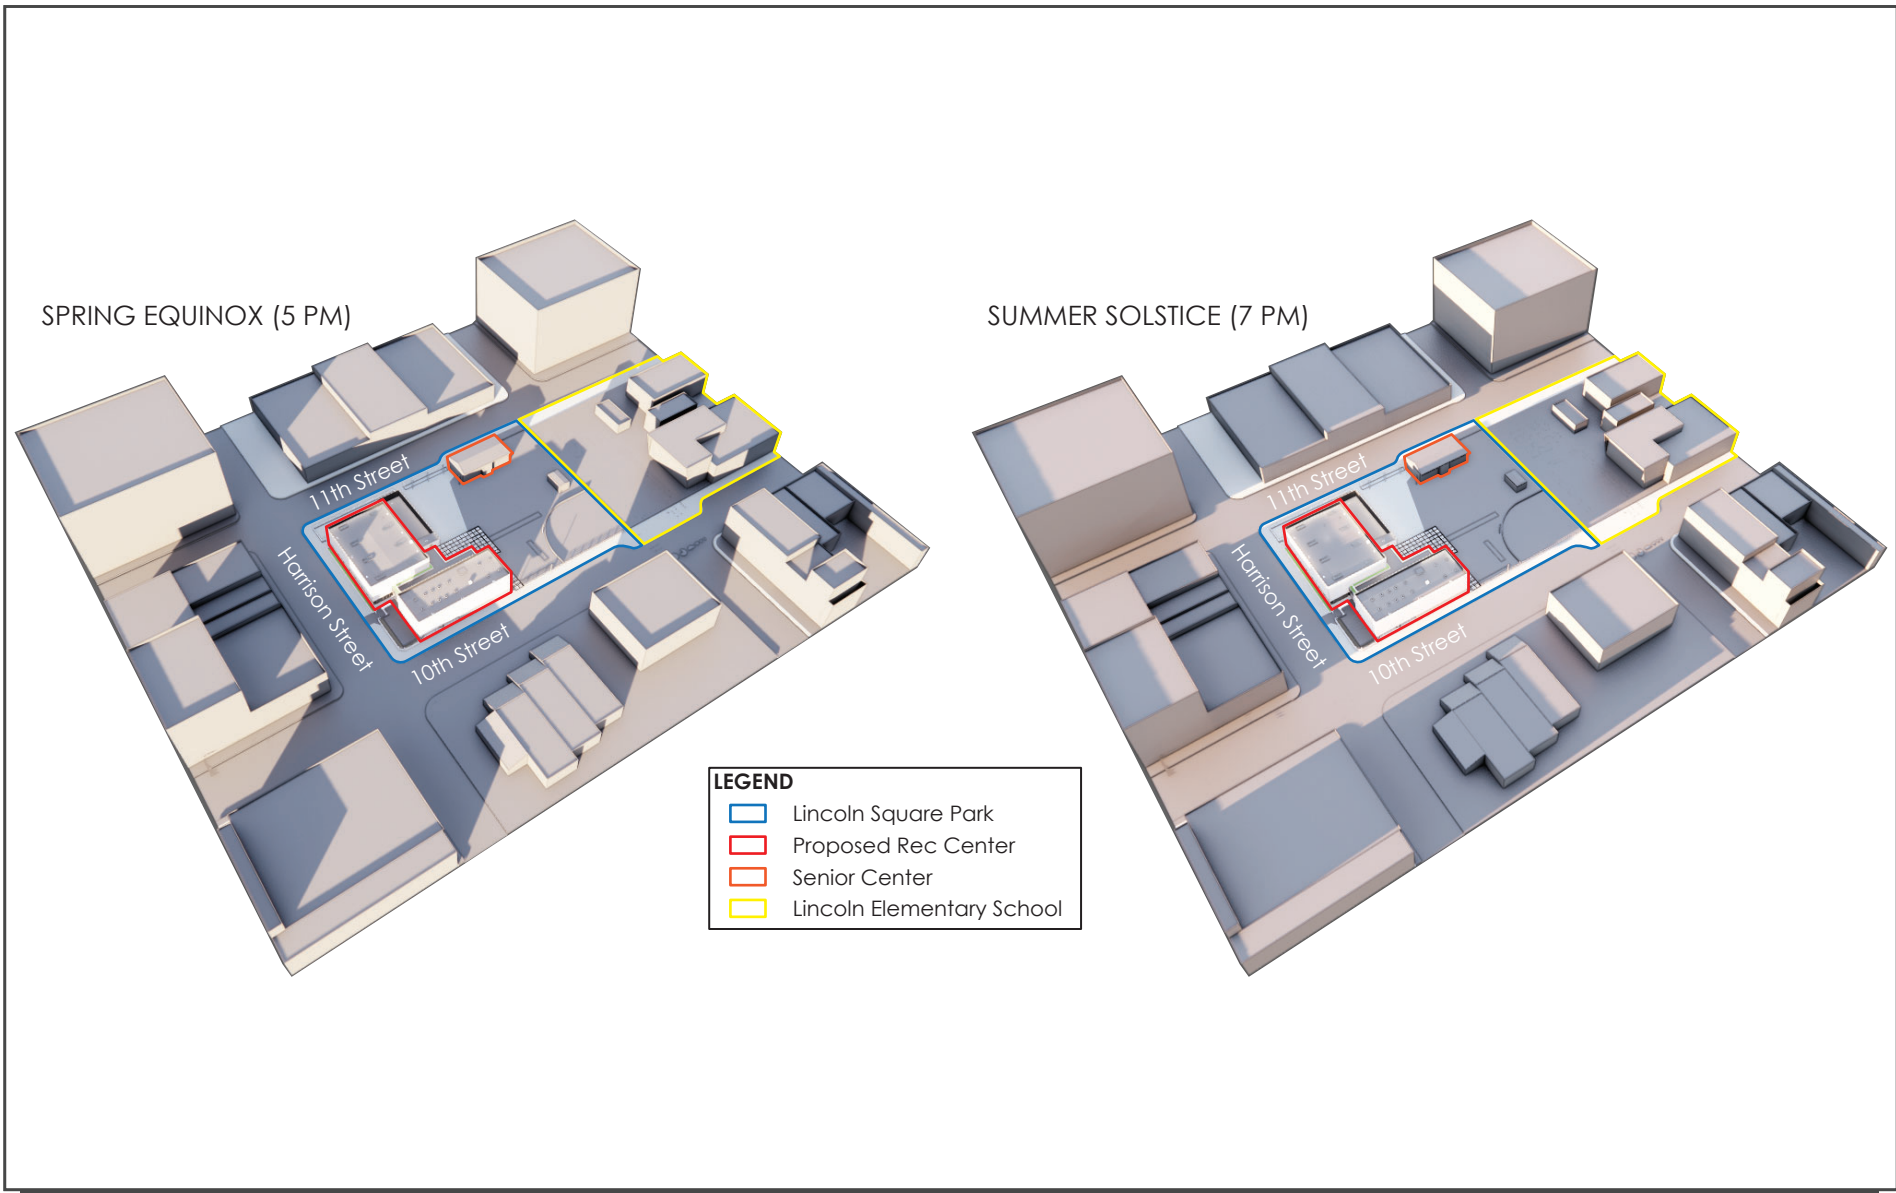 SPRING EQUINOX (5 PM)
SUMMER SOLSTICE (7 PM)
11th Street
Harrison Street
10th Street
11th Street
Harrison Street
10th Street
LEGEND
Lincoln Square Park
Proposed Rec Center
Senior Center
Lincoln Elementary School